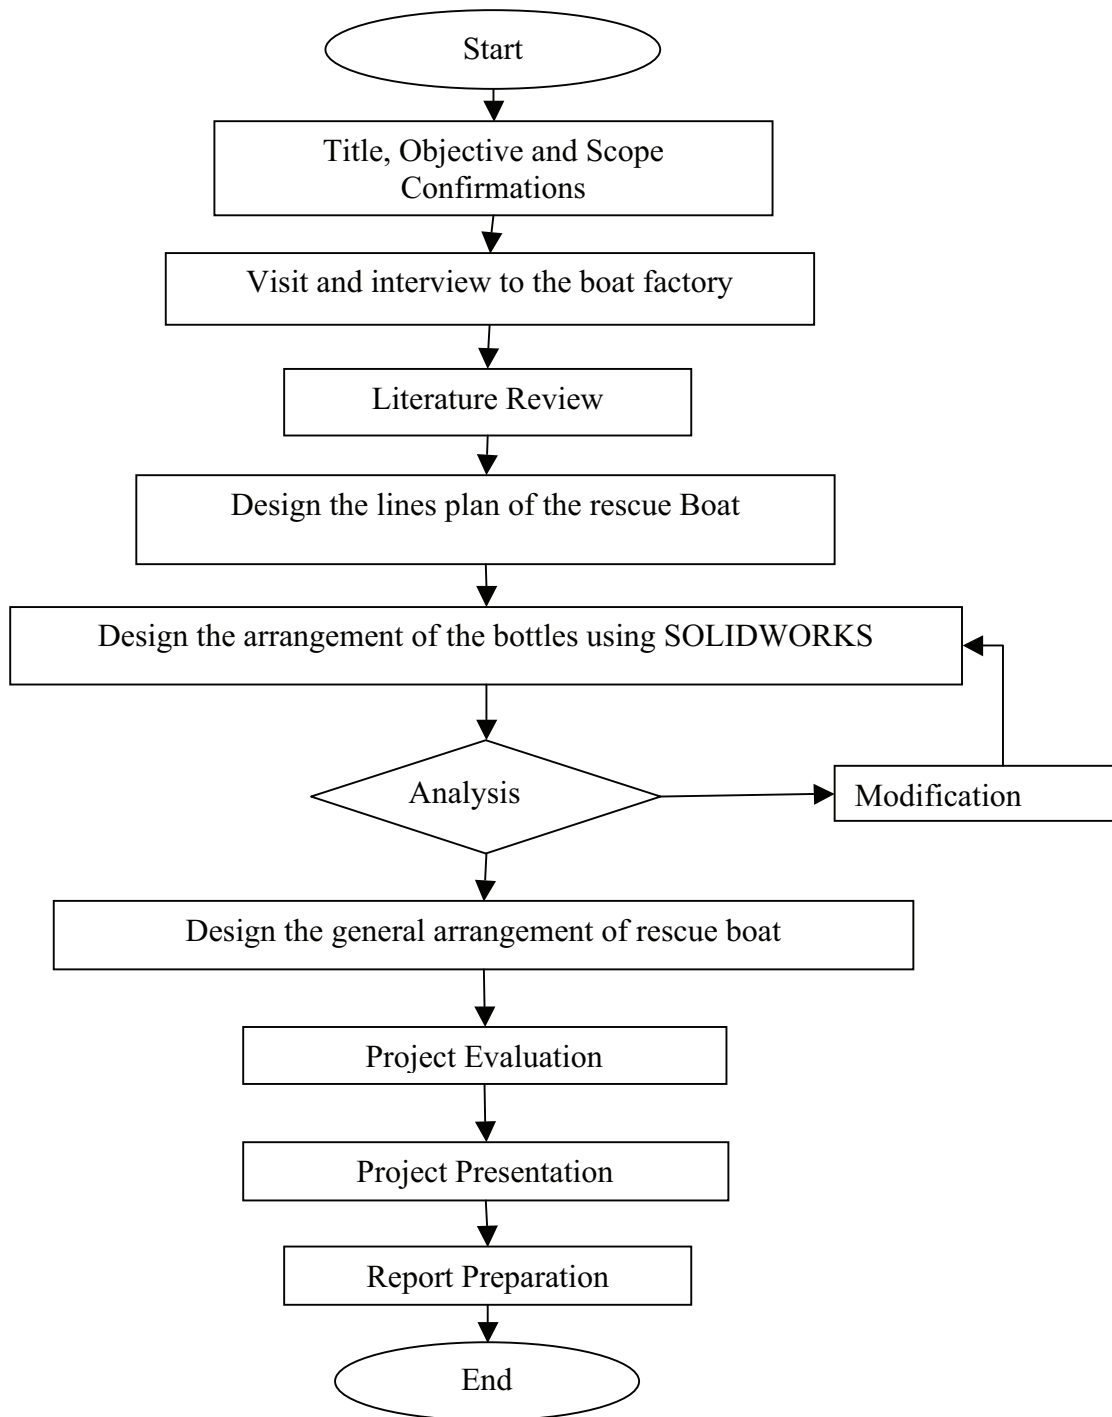 Start
Title, Objective and Scope
Confirmations
Visit and interview to the boat factory
Literature Review
Design the lines plan of the rescue Boat
Design the arrangement of the bottles using SOLIDWORKS
Analysis
Modification
Design the general arrangement of rescue boat
Project Evaluation
Project Presentation
Report Preparation
End